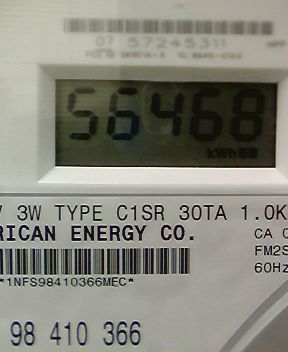 07 57245311
56468
kWh
V 3W TYPE C1SR 30TA 1.0K
RICAN ENERGY CO.
CA 0
FM2S
60Hz
*1NFS98410366MEC*
98 410 366